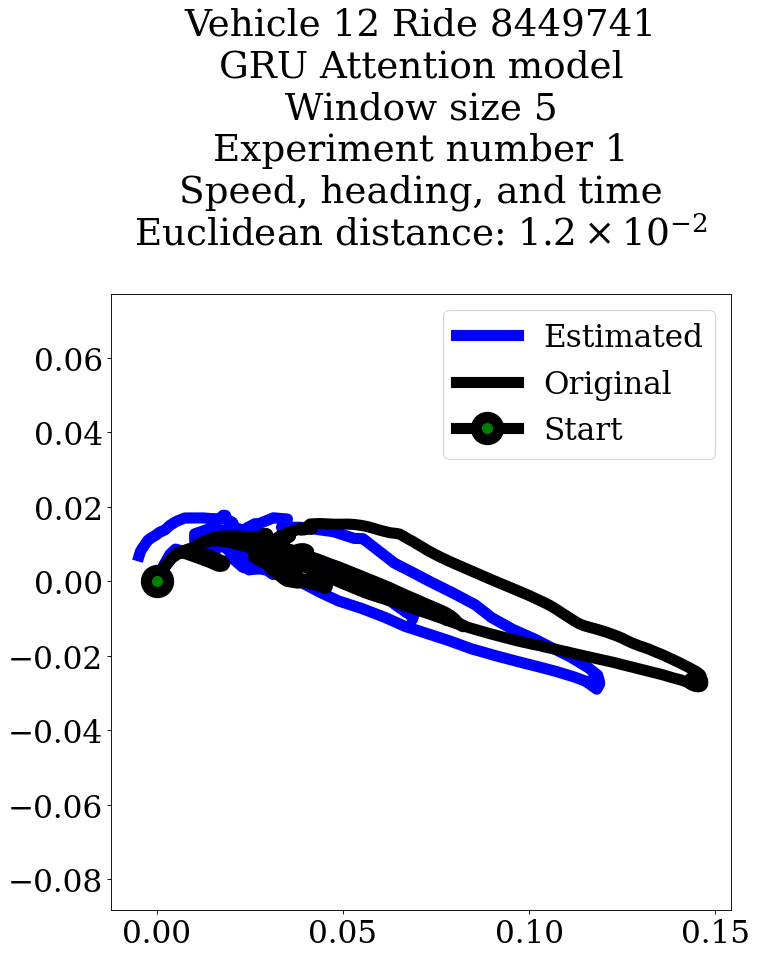 Vehicle 12 Ride 8449741
GRU Attention model
Window size 5
Experiment number 1
Speed, heading, and time
Euclidean distance: 1.2 × 10⁻²
Estimated
Original
Start
0.06
0.04
0.02
0.00
−0.02
−0.04
−0.06
−0.08
0.00 0.05 0.10 0.15